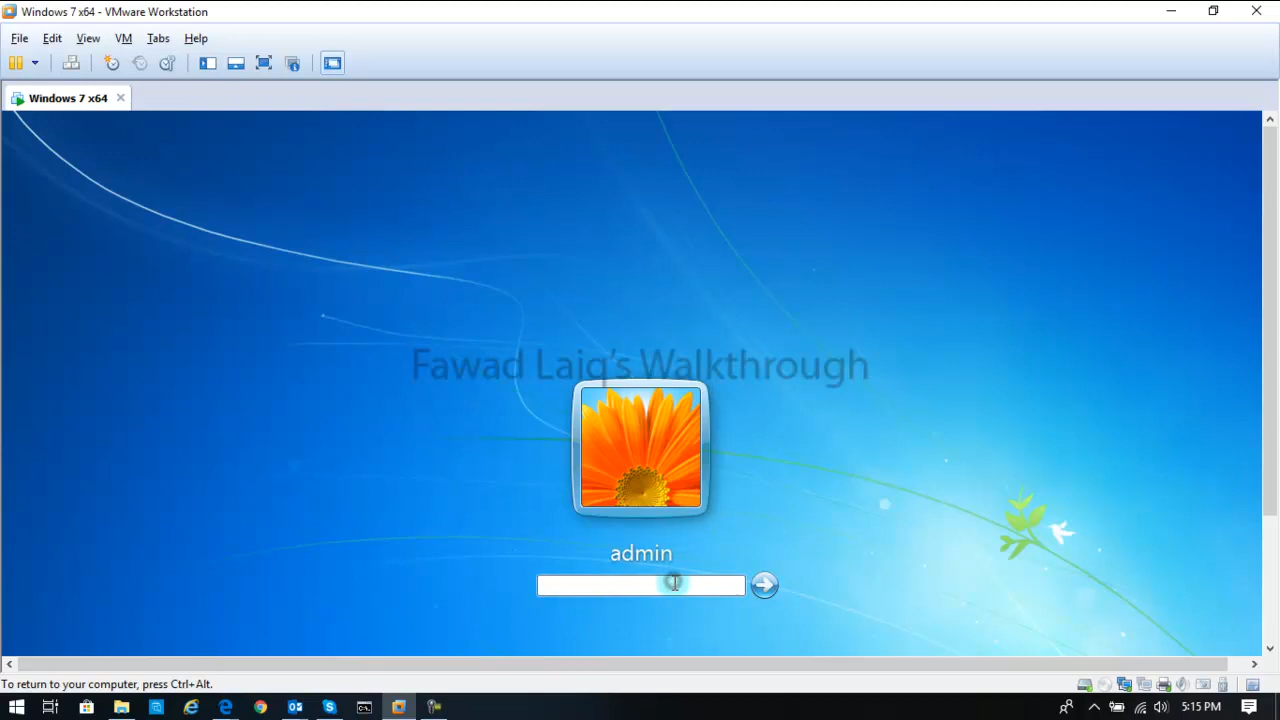 Windows 7 x64 - VMware Workstation
File Edit View VM Tabs Help
Windows 7 x64
Fawad Laiq's Walkthrough
admin
To return to your computer, press Ctrl+Alt.
5:15 PM